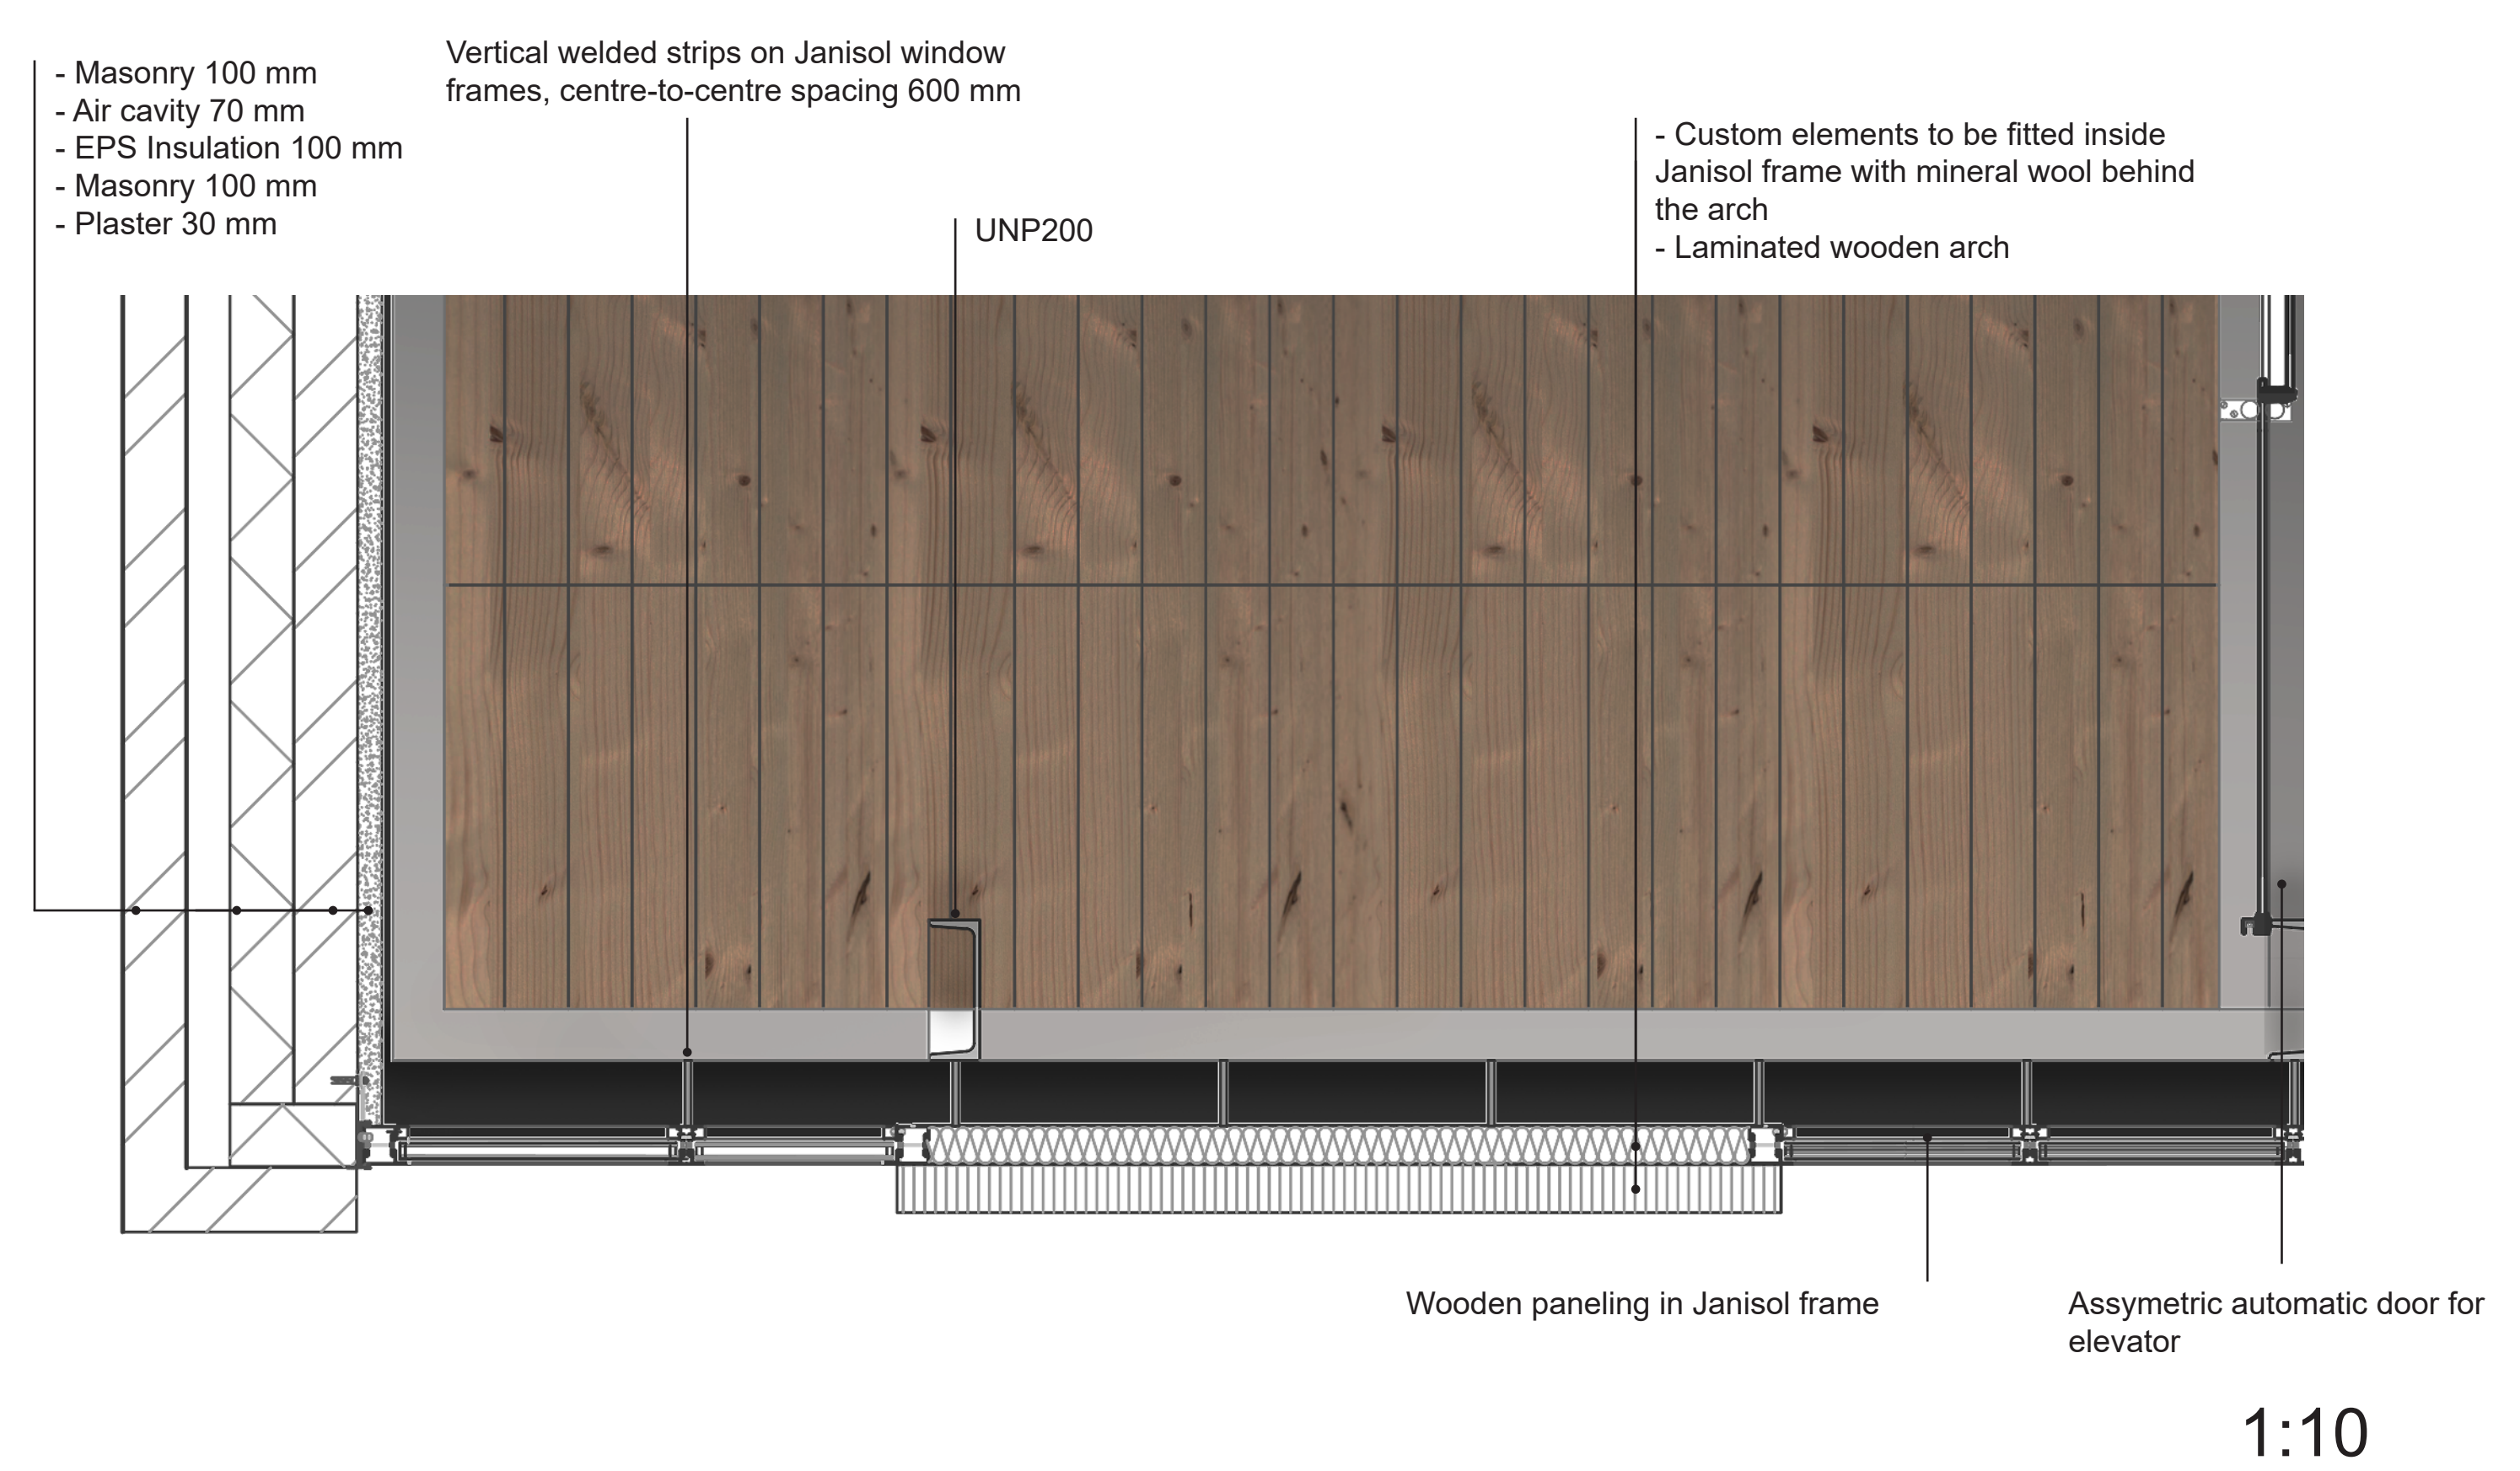 - Masonry 100 mm
- Air cavity 70 mm
- EPS Insulation 100 mm
- Masonry 100 mm
- Plaster 30 mm
Vertical welded strips on Janisol window
frames, centre-to-centre spacing 600 mm
UNP200
- Custom elements to be fitted inside
Janisol frame with mineral wool behind
the arch
- Laminated wooden arch
Wooden paneling in Janisol frame
Assymetric automatic door for
elevator
1:10